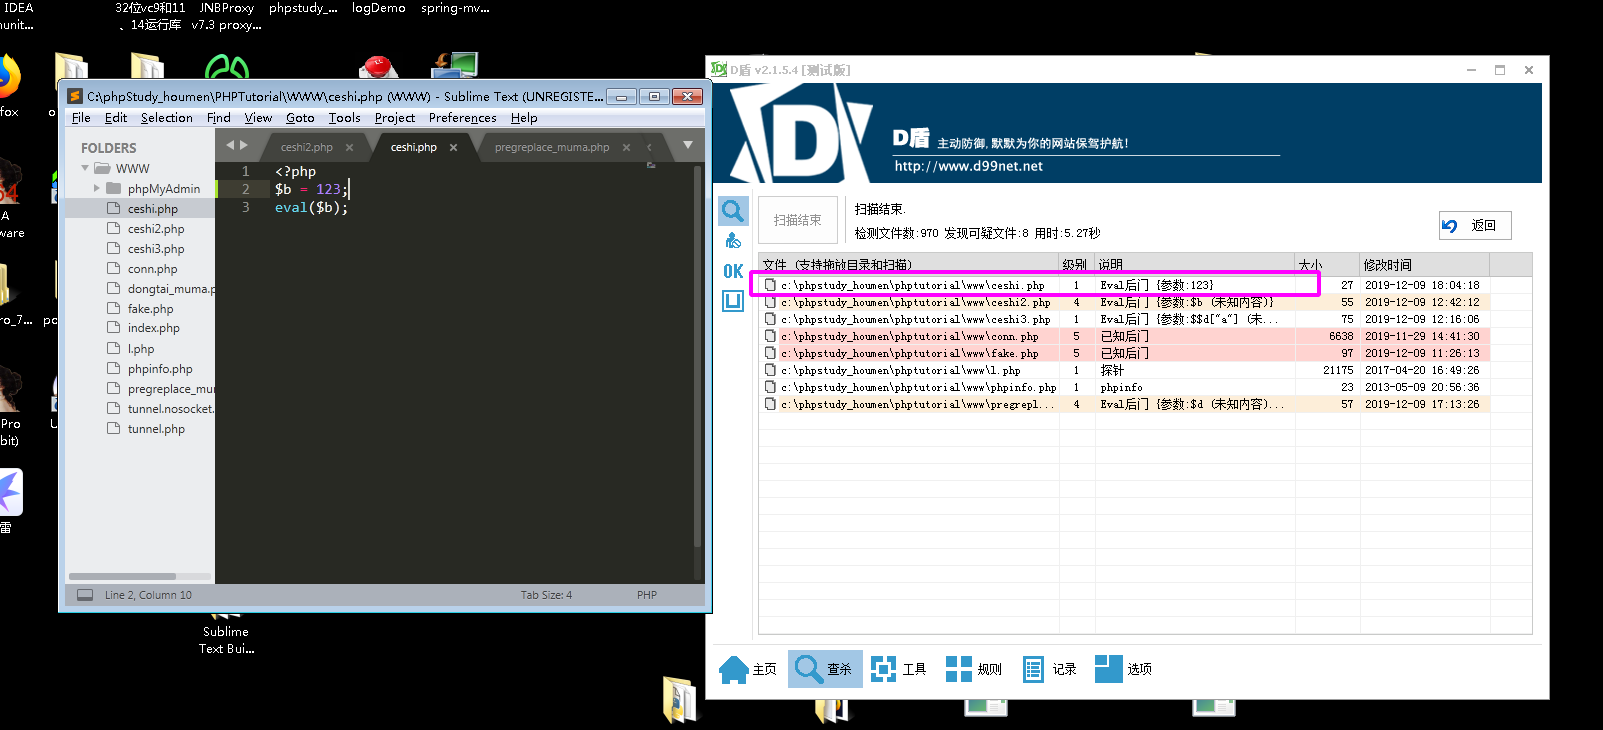 IDEA
unit...
32位vc9和11
、14运行库
JNBProxy
v7.3 proxy...
phpstudy_...
logDemo
spring-mv...
fox
A
ware
ro_7...
Pro
bit)
雷
C:\phpStudy_houmen\PHPTutorial\WWW\ceshi.php (WWW) - Sublime Text (UNREGISTE...
File Edit Selection Find View Goto Tools Project Preferences Help
FOLDERS
WWW
phpMyAdmin
ceshi.php
ceshi2.php
ceshi3.php
conn.php
dongtai_muma.p
fake.php
index.php
l.php
phpinfo.php
pregreplace_mu
tunnel.nosocket.
tunnel.php
ceshi2.php × ceshi.php × pregreplace_muma.php ×
1 <?php
2 $b = 123;
3 eval($b);
Line 2, Column 10 Tab Size: 4 PHP
Sublime
Text Bui...
D盾 v2.1.5.4 [测试版]
D盾 主动防御,默默为你的网站保驾护航!
http://www.d99net.net
扫描结束
扫描结束.
检测文件数:970 发现可疑文件:8 用时:5.27秒
返回
OK
文件 (支持拖放目录和扫描) 级别 说明 大小 修改时间
c:\phpstudy_houmen\phptutorial\www\ceshi.php 1 Eval后门 {参数:123} 27 2019-12-09 18:04:18
c:\phpstudy_houmen\phptutorial\www\ceshi2.php 4 Eval后门 {参数:$b (未知内容)} 55 2019-12-09 12:42:12
c:\phpstudy_houmen\phptutorial\www\ceshi3.php 1 Eval后门 {参数:$$d["a"] (未... 75 2019-12-09 12:16:06
c:\phpstudy_houmen\phptutorial\www\conn.php 5 已知后门 6638 2019-11-29 14:41:30
c:\phpstudy_houmen\phptutorial\www\fake.php 5 已知后门 97 2019-12-09 11:26:13
c:\phpstudy_houmen\phptutorial\www\l.php 1 探针 21175 2017-04-20 16:49:26
c:\phpstudy_houmen\phptutorial\www\phpinfo.php 1 phpinfo 23 2013-05-09 20:56:36
c:\phpstudy_houmen\phptutorial\www\pregrepl... 4 Eval后门 {参数:$d (未知内容)... 57 2019-12-09 17:13:26
主页 查杀 工具 规则 记录 选项